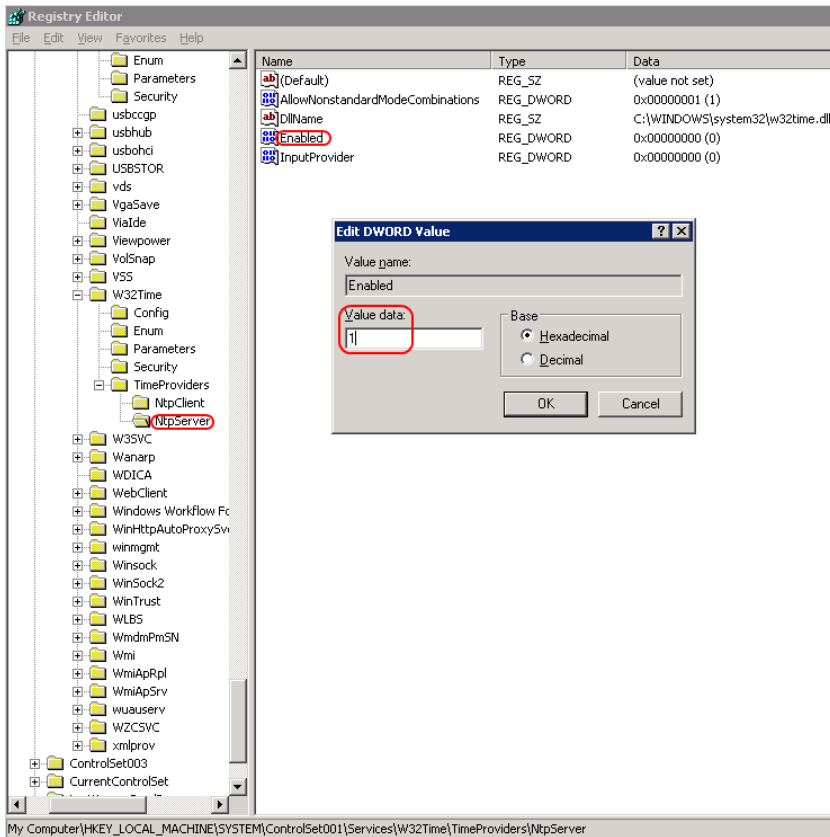 Registry Editor
File Edit View Favorites Help
Enum
Parameters
Security
usbccgp
usbhub
usbohci
USBSTOR
vds
VgaSave
ViaIde
Viewpower
VolSnap
VSS
W32Time
Config
Enum
Parameters
Security
TimeProviders
NtpClient
NtpServer
W3SVC
Wanarp
WDICA
WebClient
Windows Workflow Fo
WinHttpAutoProxySv
winmgmt
Winsock
WinSock2
WinTrust
WLBS
WmdmPmSN
Wmi
WmiApRpl
WmiApSrv
wuauserv
WZCSVC
xmlprov
ControlSet003
CurrentControlSet
Name Type Data
(Default) REG_SZ (value not set)
AllowNonstandardModeCombinations REG_DWORD 0x00000001 (1)
DllName REG_SZ C:\WINDOWS\system32\w32time.dll
Enabled REG_DWORD 0x00000000 (0)
InputProvider REG_DWORD 0x00000000 (0)
Edit DWORD Value
Value name:
Enabled
Value data:
1
Base
Hexadecimal
Decimal
OK Cancel
My Computer\HKEY_LOCAL_MACHINE\SYSTEM\ControlSet001\Services\W32Time\TimeProviders\NtpServer